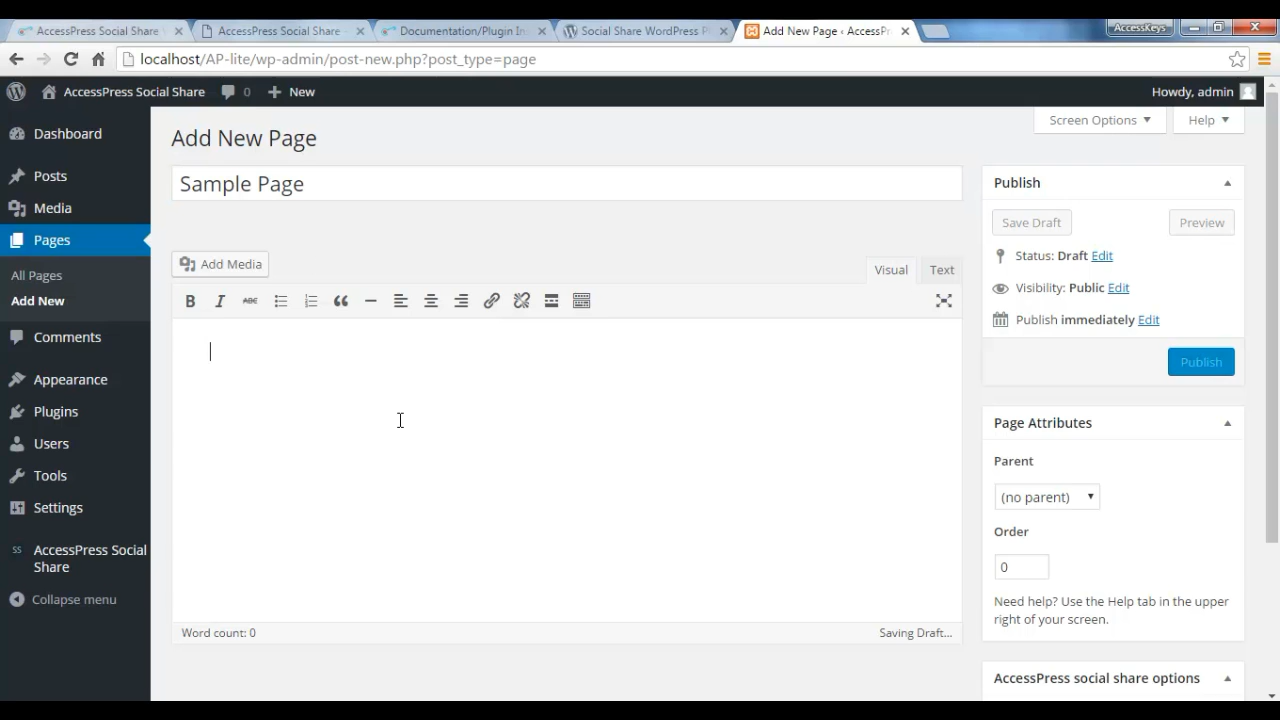 AccessPress Social Share
AccessPress Social Share
Documentation/Plugin In
Social Share WordPress P
Add New Page ‹ AccessPr
AccessKeys
localhost/AP-lite/wp-admin/post-new.php?post_type=page
AccessPress Social Share 0 New Howdy, admin
Screen Options Help
Dashboard
Posts
Media
Pages
All Pages
Add New
Comments
Appearance
Plugins
Users
Tools
Settings
SS AccessPress Social
Share
Collapse menu
Add New Page
Sample Page
Add Media
Visual Text
B I ABC
Word count: 0 Saving Draft...
Publish
Save Draft Preview
Status: Draft Edit
Visibility: Public Edit
Publish immediately Edit
Publish
Page Attributes
Parent
(no parent)
Order
0
Need help? Use the Help tab in the upper
right of your screen.
AccessPress social share options